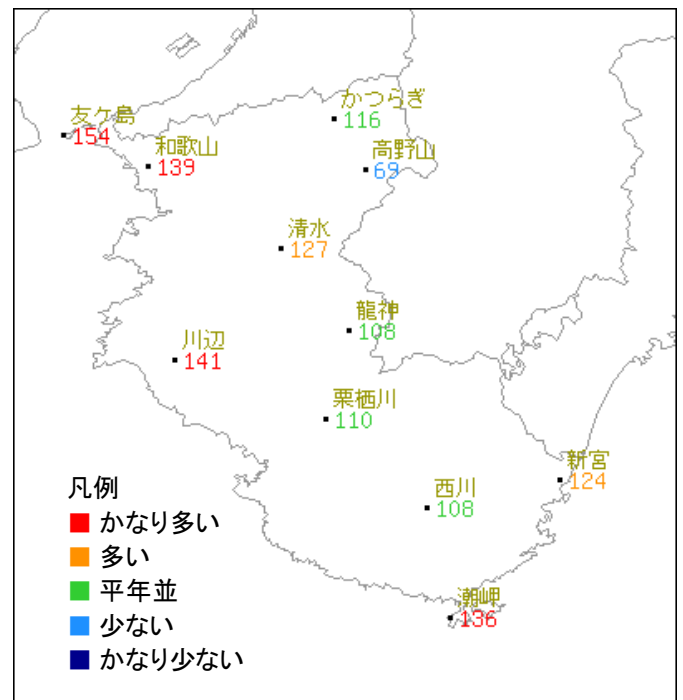 かつらぎ
116
友ケ島
154
和歌山
139
高野山
69
清水
127
龍神
108
川辺
141
栗栖川
110
新宮
124
西川
108
潮岬
136
凡例
かなり多い
多い
平年並
少ない
かなり少ない